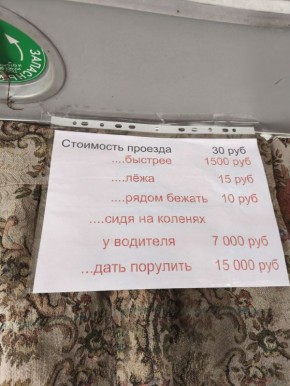 ЗАПАСН
Стоимость проезда 30 руб
....быстрее 1500 руб
....лёжа 15 руб
....рядом бежать 10 руб
....сидя на коленях
у водителя 7 000 руб
...дать порулить 15 000 руб